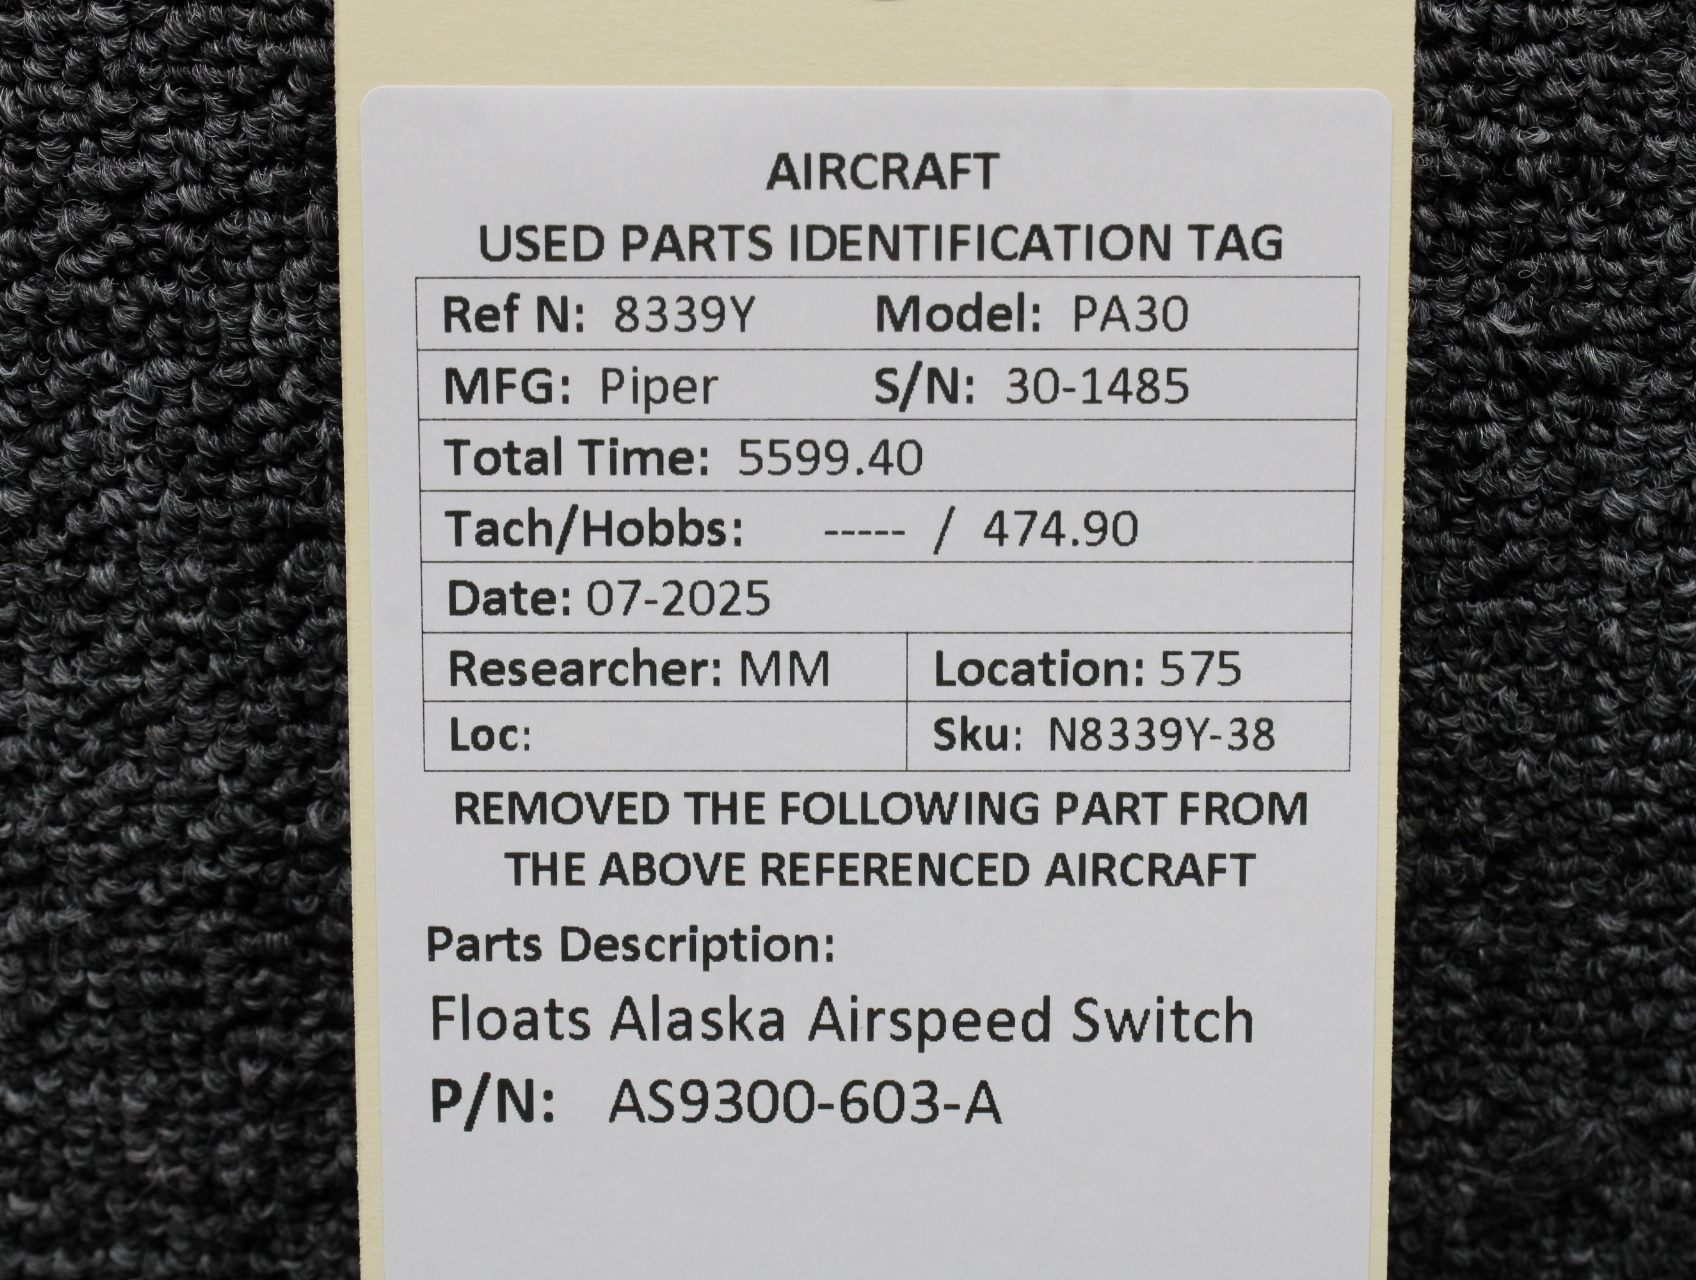 AIRCRAFT
USED PARTS IDENTIFICATION TAG
Ref N: 8339Y Model: PA30
MFG: Piper S/N: 30-1485
Total Time: 5599.40
Tach/Hobbs: ----- / 474.90
Date: 07-2025
Researcher: MM Location: 575
Loc: Sku: N8339Y-38
REMOVED THE FOLLOWING PART FROM
THE ABOVE REFERENCED AIRCRAFT
Parts Description:
Floats Alaska Airspeed Switch
P/N: AS9300-603-A